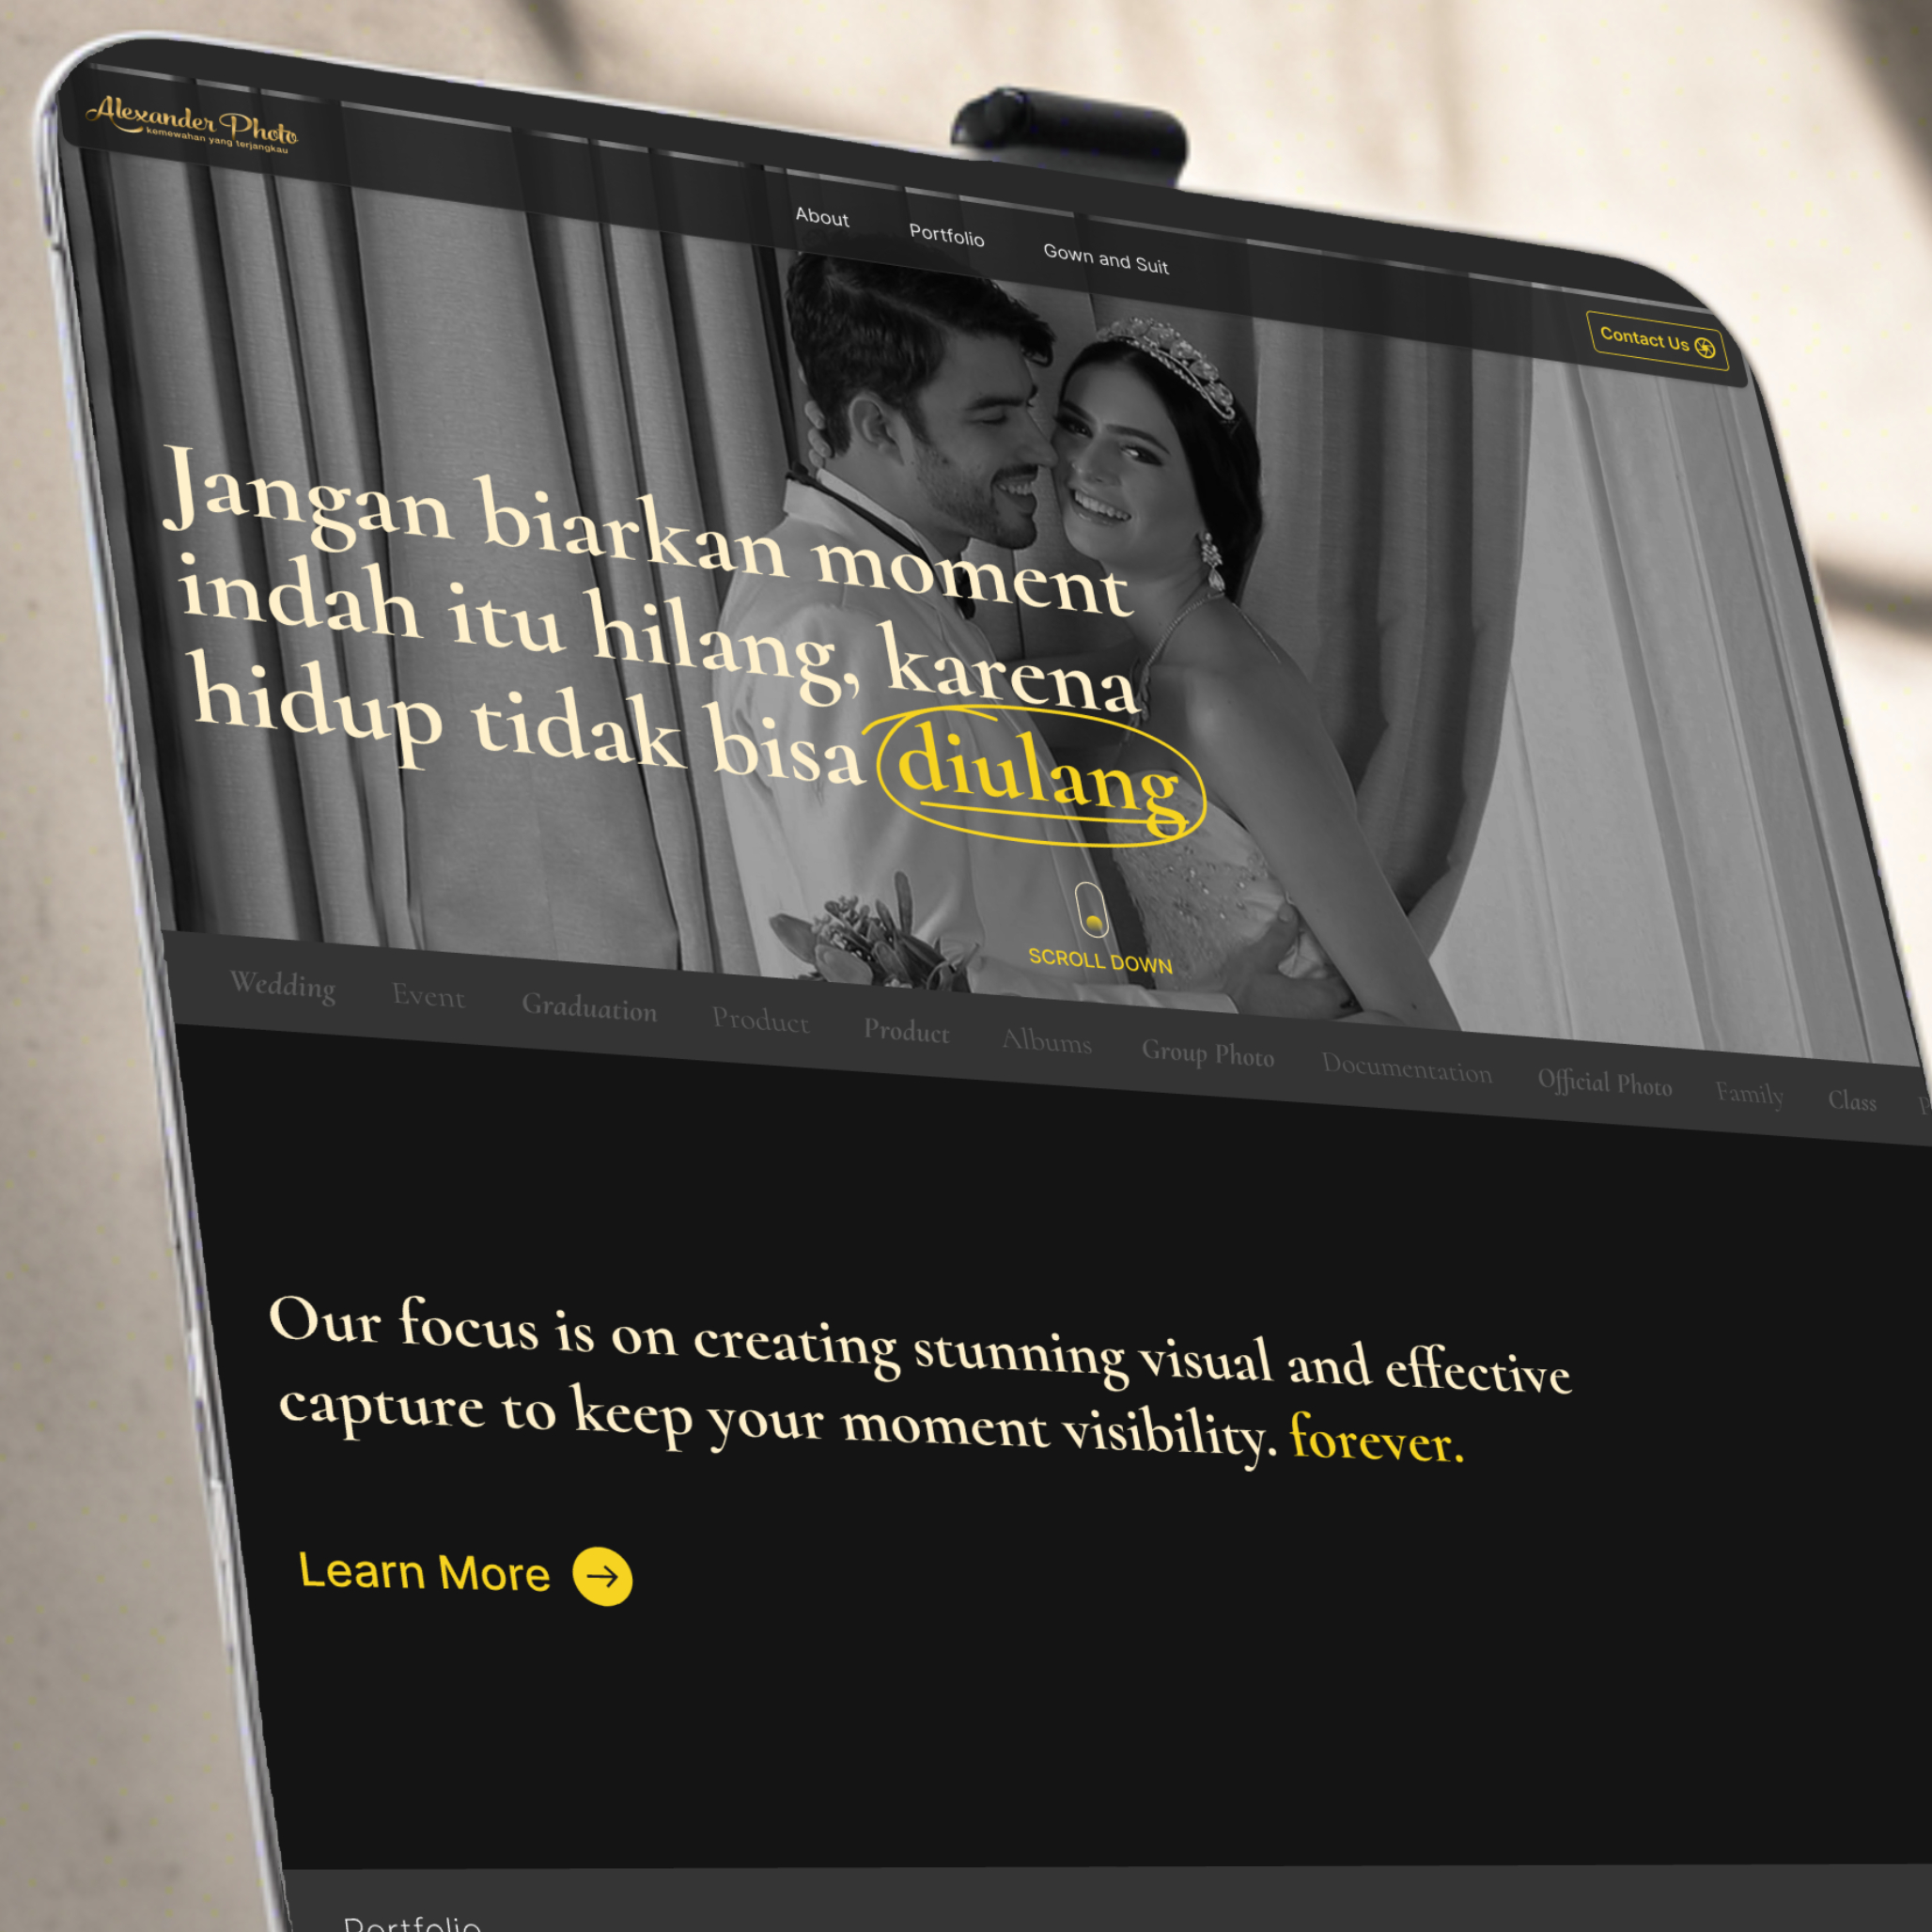 Alexander Photo
kemewahan yang terjangkau
About
Portfolio
Gown and Suit
Contact Us
Jangan biarkan moment
indah itu hilang, karena
hidup tidak bisa diulang
SCROLL DOWN
Wedding Event Graduation Product Product Albums Group Photo Documentation Official Photo Family Class
Our focus is on creating stunning visual and effective
capture to keep your moment visibility. forever.
Learn More
Portfolio